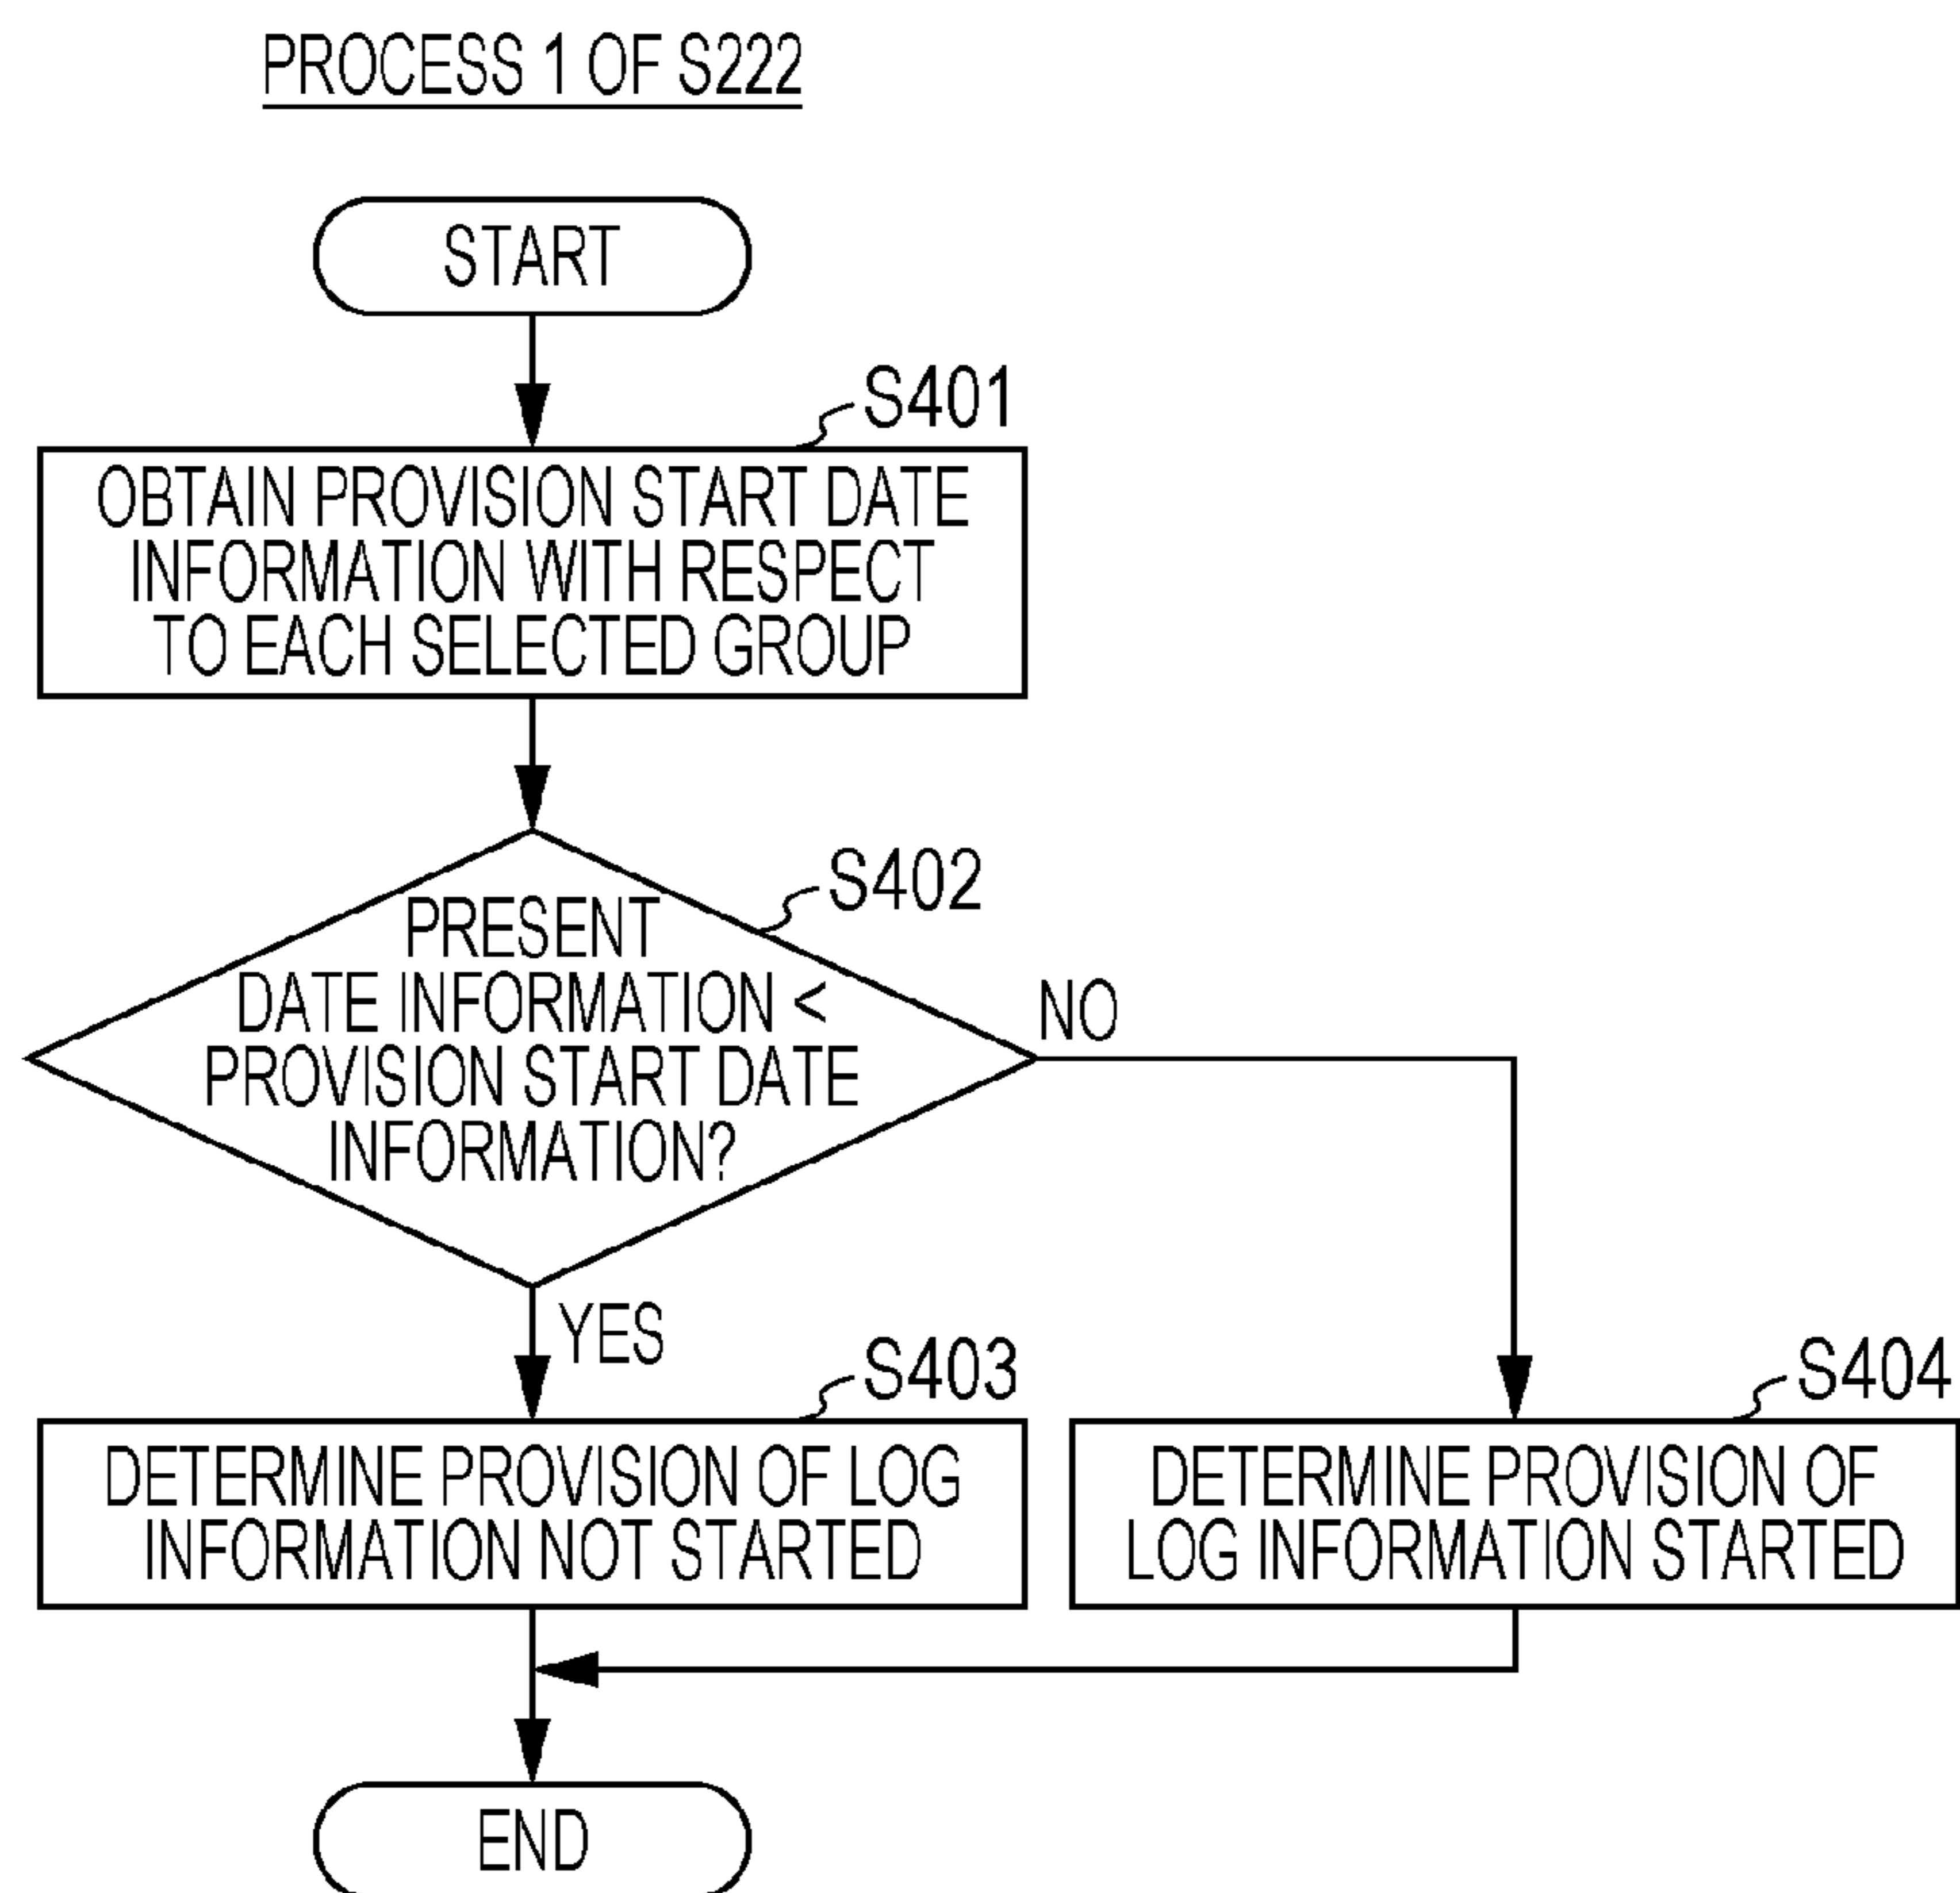 PROCESS 1 OF S222
START
S401
OBTAIN PROVISION START DATE
INFORMATION WITH RESPECT
TO EACH SELECTED GROUP
S402
PRESENT
DATE INFORMATION <
PROVISION START DATE
INFORMATION?
NO
YES
S403
DETERMINE PROVISION OF LOG
INFORMATION NOT STARTED
S404
DETERMINE PROVISION OF
LOG INFORMATION STARTED
END